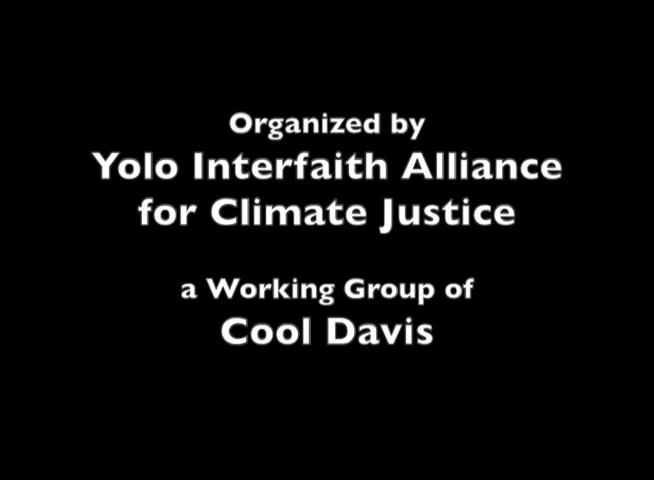 Organized by
Yolo Interfaith Alliance
for Climate Justice
a Working Group of
Cool Davis